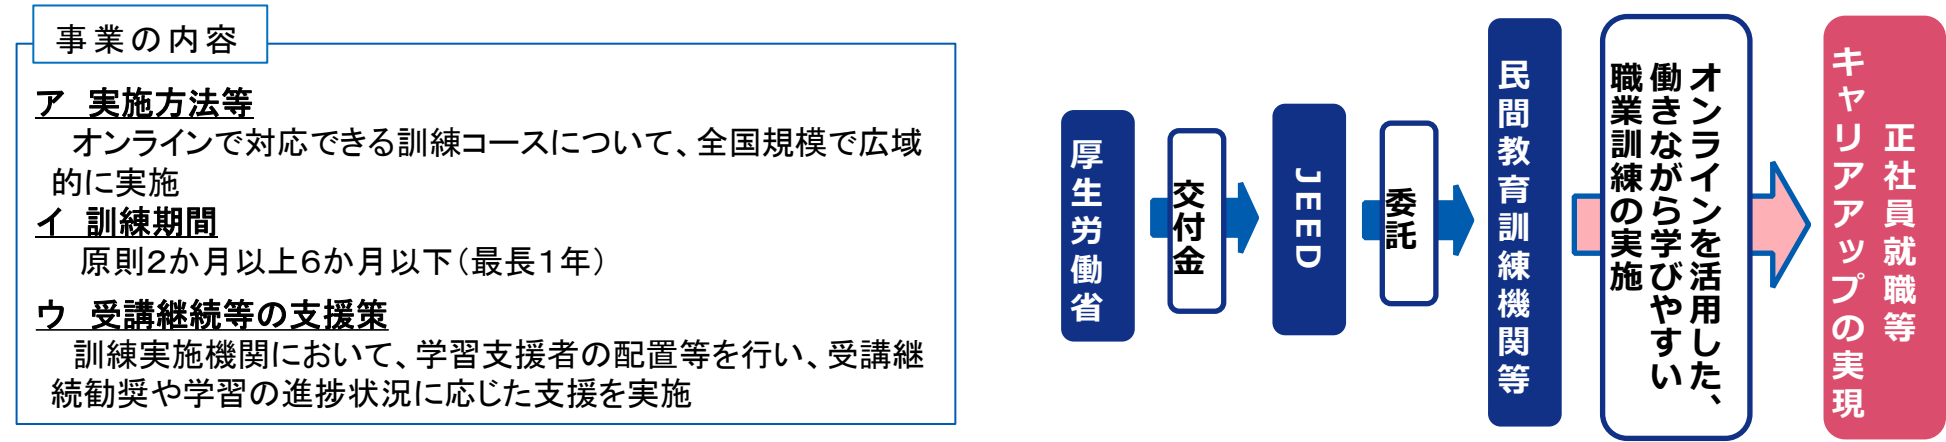 事業の内容
ア　実施方法等
オンラインで対応できる訓練コースについて、全国規模で広域
的に実施
イ　訓練期間
原則２か月以上６か月以下（最長１年）
ウ　受講継続等の支援策
訓練実施機関において、学習支援者の配置等を行い、受講継
続勧奨や学習の進捗状況に応じた支援を実施
厚生労働省
交付金
JEED
委託
民間教育訓練機関等
オンラインを活用した、
働きながら学びやすい
職業訓練の実施
正社員就職等
キャリアアップの実現